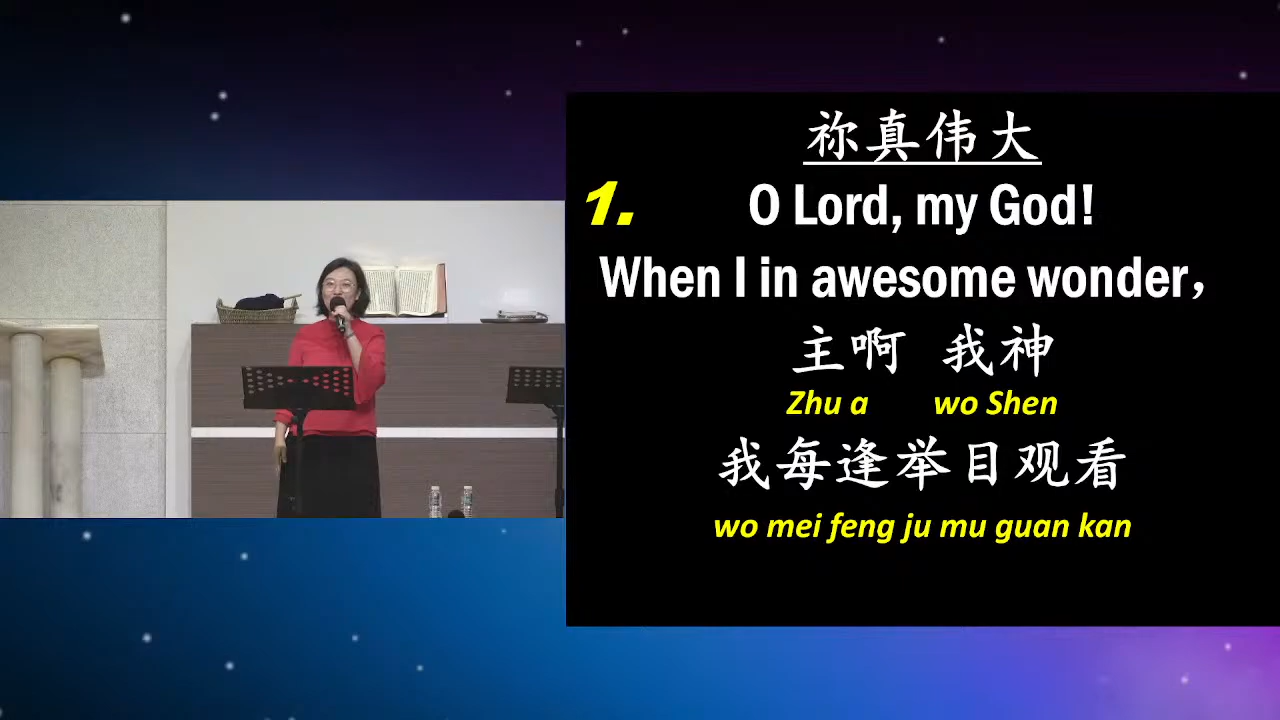 祢真伟大
1. O Lord, my God!
When I in awesome wonder，
主啊 我神
Zhu a wo Shen
我每逢举目观看
wo mei feng ju mu guan kan